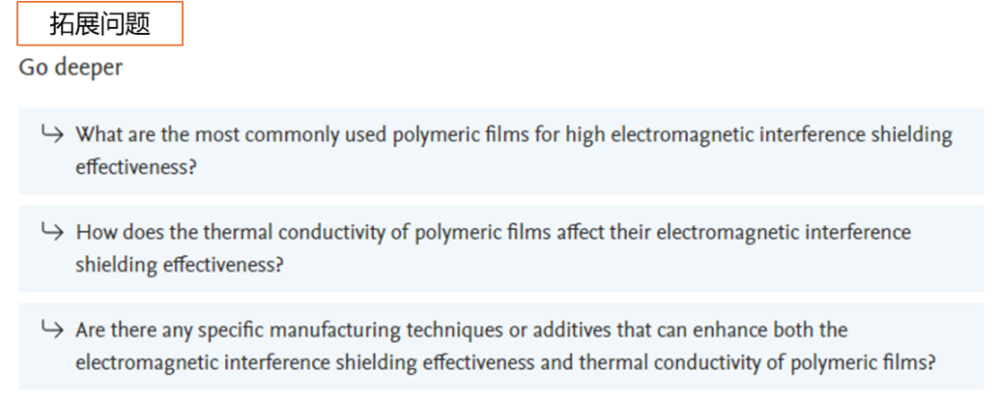 拓展问题
Go deeper
What are the most commonly used polymeric films for high electromagnetic interference shielding
effectiveness?
How does the thermal conductivity of polymeric films affect their electromagnetic interference
shielding effectiveness?
Are there any specific manufacturing techniques or additives that can enhance both the
electromagnetic interference shielding effectiveness and thermal conductivity of polymeric films?